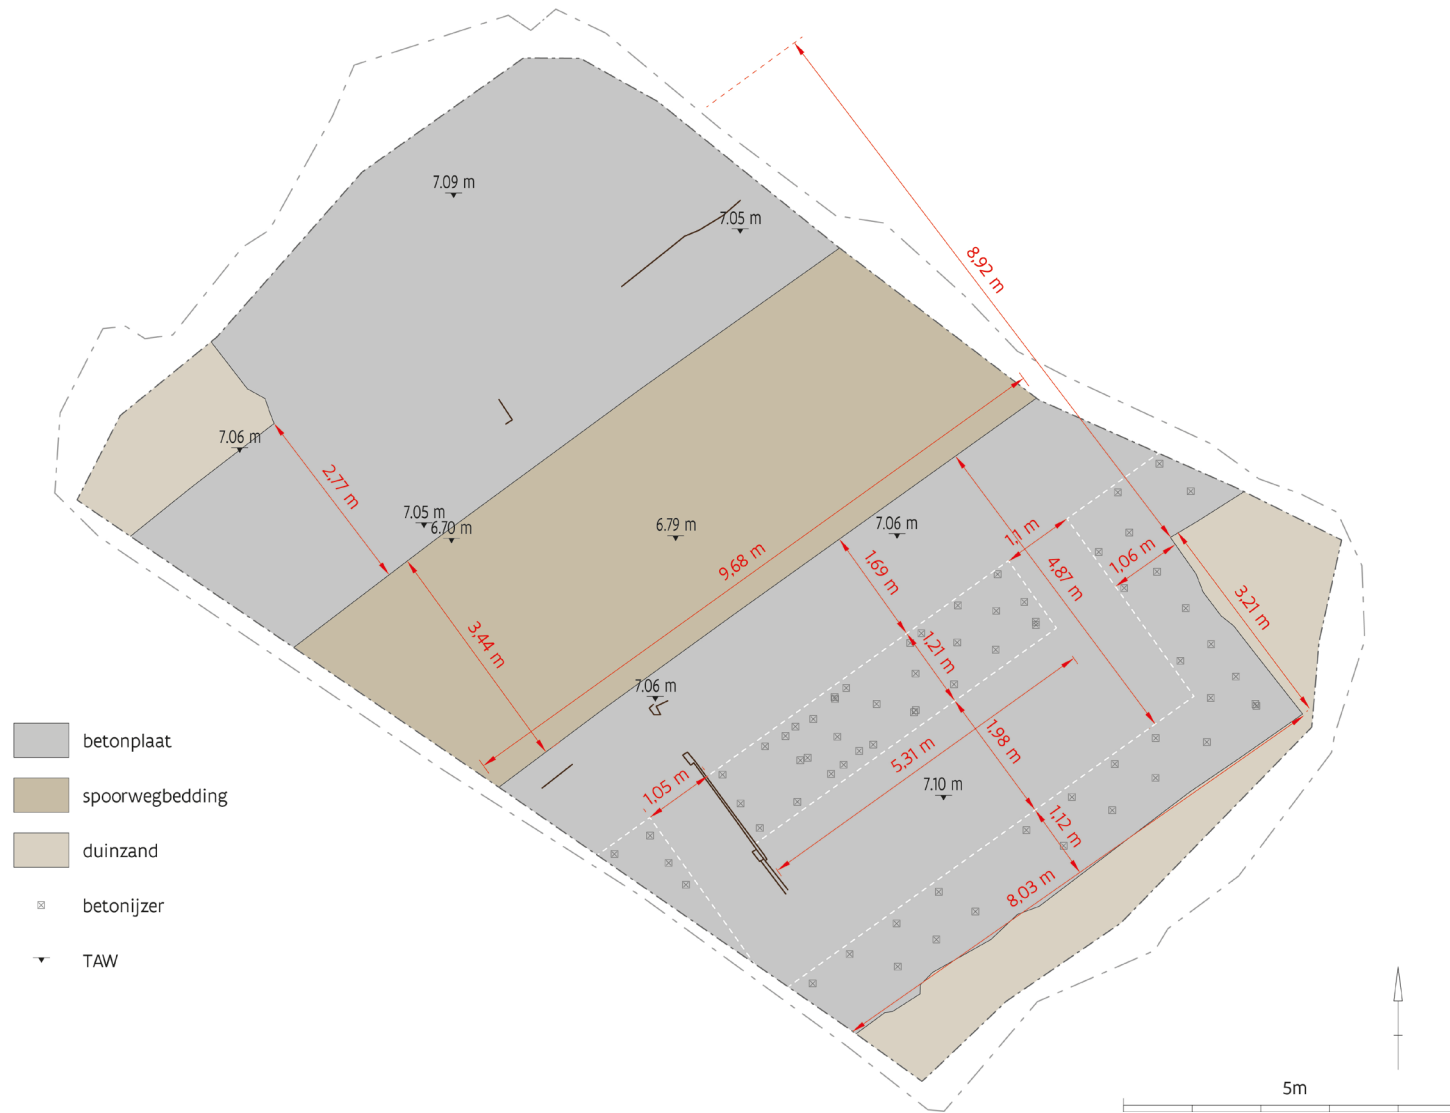 7.09 m
7.05 m
8,92 m
7.06 m
2,77 m
7.05 m
6.70 m
6.79 m
7.06 m
1,1 m
9,68 m
1,69 m
4,87 m
1,06 m
3,21 m
3,44 m
1,21 m
7.06 m
1,98 m
5,31 m
1,05 m
7.10 m
1,12 m
8,03 m
betonplaat
spoorwegbedding
duinzand
betonijzer
TAW
5m